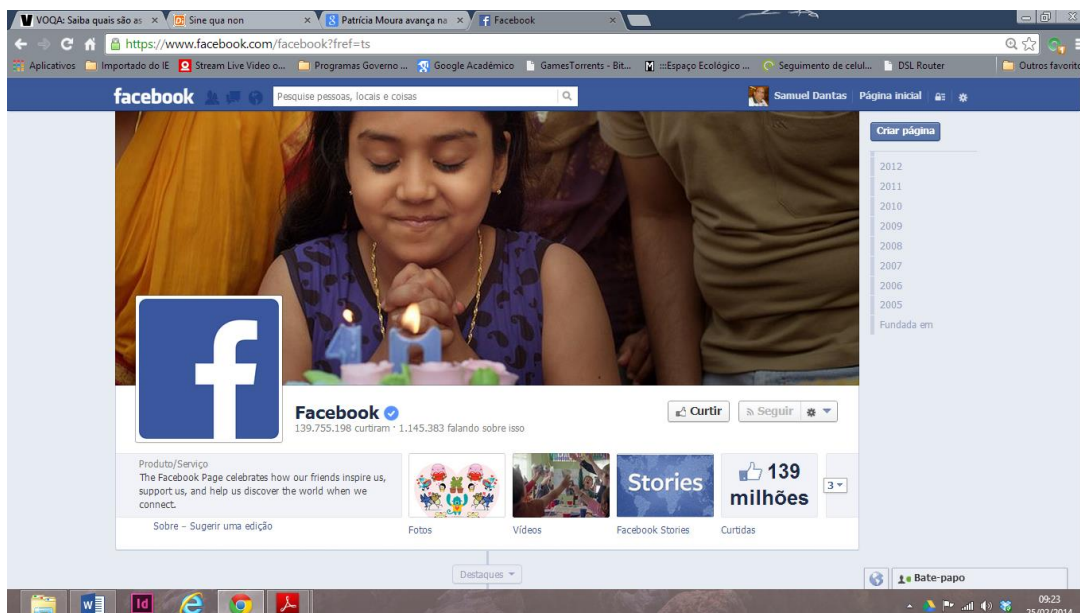 VOQA: Saiba quais são as
Sine qua non
Patrícia Moura avança na
Facebook
https://www.facebook.com/facebook?fref=ts
Aplicativos
Importado do IE
Stream Live Video o...
Programas Governo ...
Google Acadêmico
GamesTorrents - Bit...
:::Espaço Ecológico ...
Seguimento de celul...
DSL Router
Outros favorito
facebook
Pesquise pessoas, locais e coisas
Samuel Dantas
Página inicial
Criar página
2012
2011
2010
2009
2008
2007
2006
2005
Fundada em
10
f
Facebook
139.755.198 curtiram · 1.145.383 falando sobre isso
Curtir
Seguir
Produto/Serviço
The Facebook Page celebrates how our friends inspire us,
support us, and help us discover the world when we
connect.
Sobre – Sugerir uma edição
Stories
139
milhões
3
Fotos
Vídeos
Facebook Stories
Curtidas
Destaques
Bate-papo
W
Id
09:23
25/02/2014